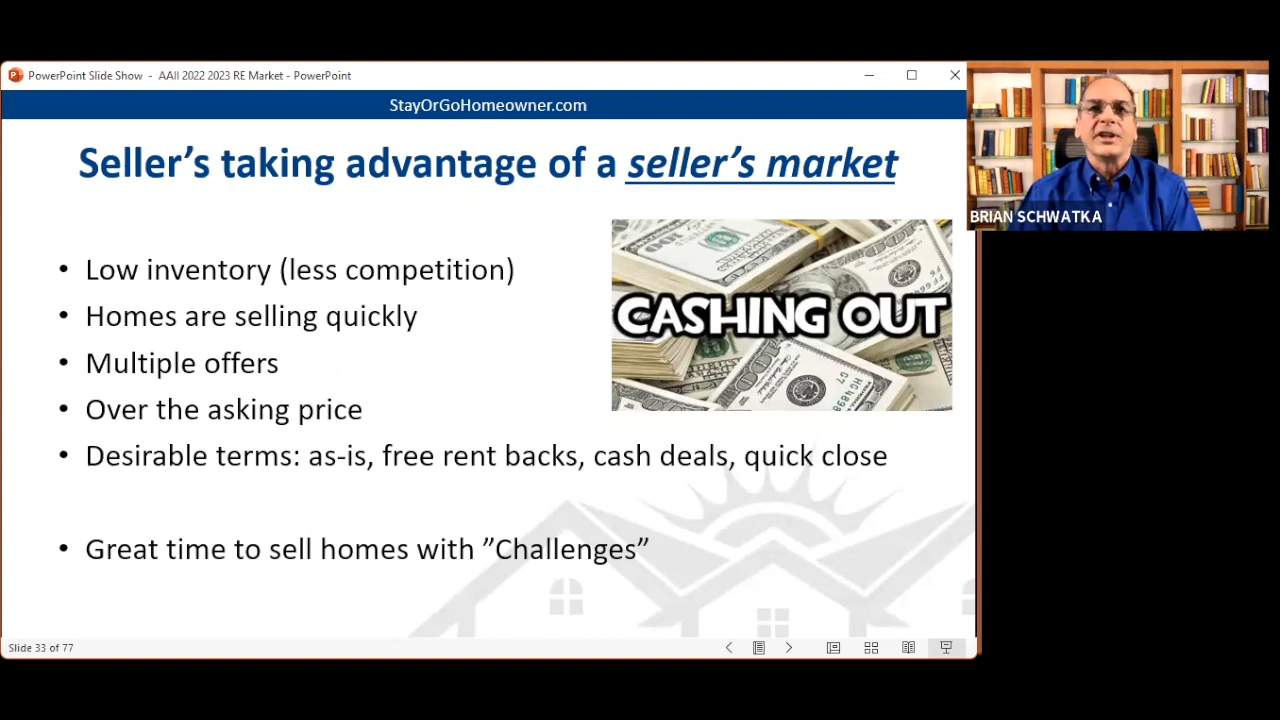 PowerPoint Slide Show - AAII 2022 2023 RE Market - PowerPoint
StayOrGoHomeowner.com
Seller's taking advantage of a seller's market
• Low inventory (less competition)
• Homes are selling quickly
• Multiple offers
• Over the asking price
• Desirable terms: as-is, free rent backs, cash deals, quick close
• Great time to sell homes with ”Challenges”
CASHING OUT
BRIAN SCHWATKA
Slide 33 of 77